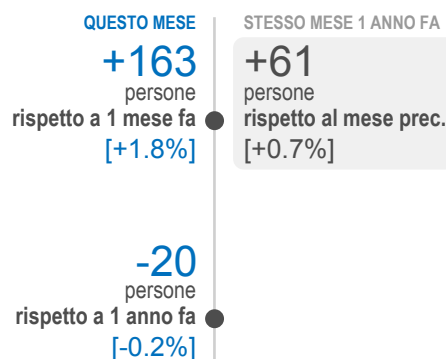 QUESTO MESE
+163
persone
rispetto a 1 mese fa
[+1.8%]
STESSO MESE 1 ANNO FA
+61
persone
rispetto al mese prec.
[+0.7%]
-20
persone
rispetto a 1 anno fa
[-0.2%]